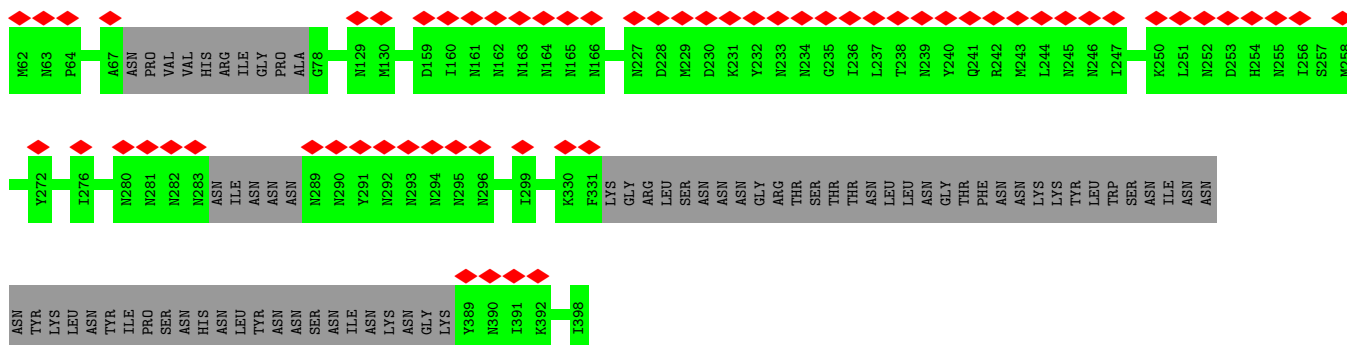 M62 N63 P64 A67 ASN PRO VAL VAL HIS ARG ILE GLY PRO ALA G78 N129 M130 D159 I160 N161 N162 N163 N164 N165 N166 N227 D228 M229 D230 K231 Y232 N233 N234 G235 I236 L237 T238 N239 Y240 Q241 R242 M243 L244 N245 N246 I247 K250 L251 N252 D253 H254 N255 I256 S257 M258
Y272 I276 N280 N281 N282 N283 ASN ILE ASN ASN ASN N289 N290 Y291 N292 N293 N294 N295 N296 I299 K330 F331 LYS GLY ARG LEU SER ASN ASN ASN GLY ARG THR SER THR THR ASN LEU LEU ASN GLY THR PHE ASN ASN LYS LYS TYR LEU TRP SER ASN ILE ASN ASN
ASN TYR LYS LEU ASN TYR ILE PRO SER ASN HIS ASN LEU TYR ASN ASN SER ASN ILE ASN LYS ASN GLY LYS Y389 N390 I391 K392 I398